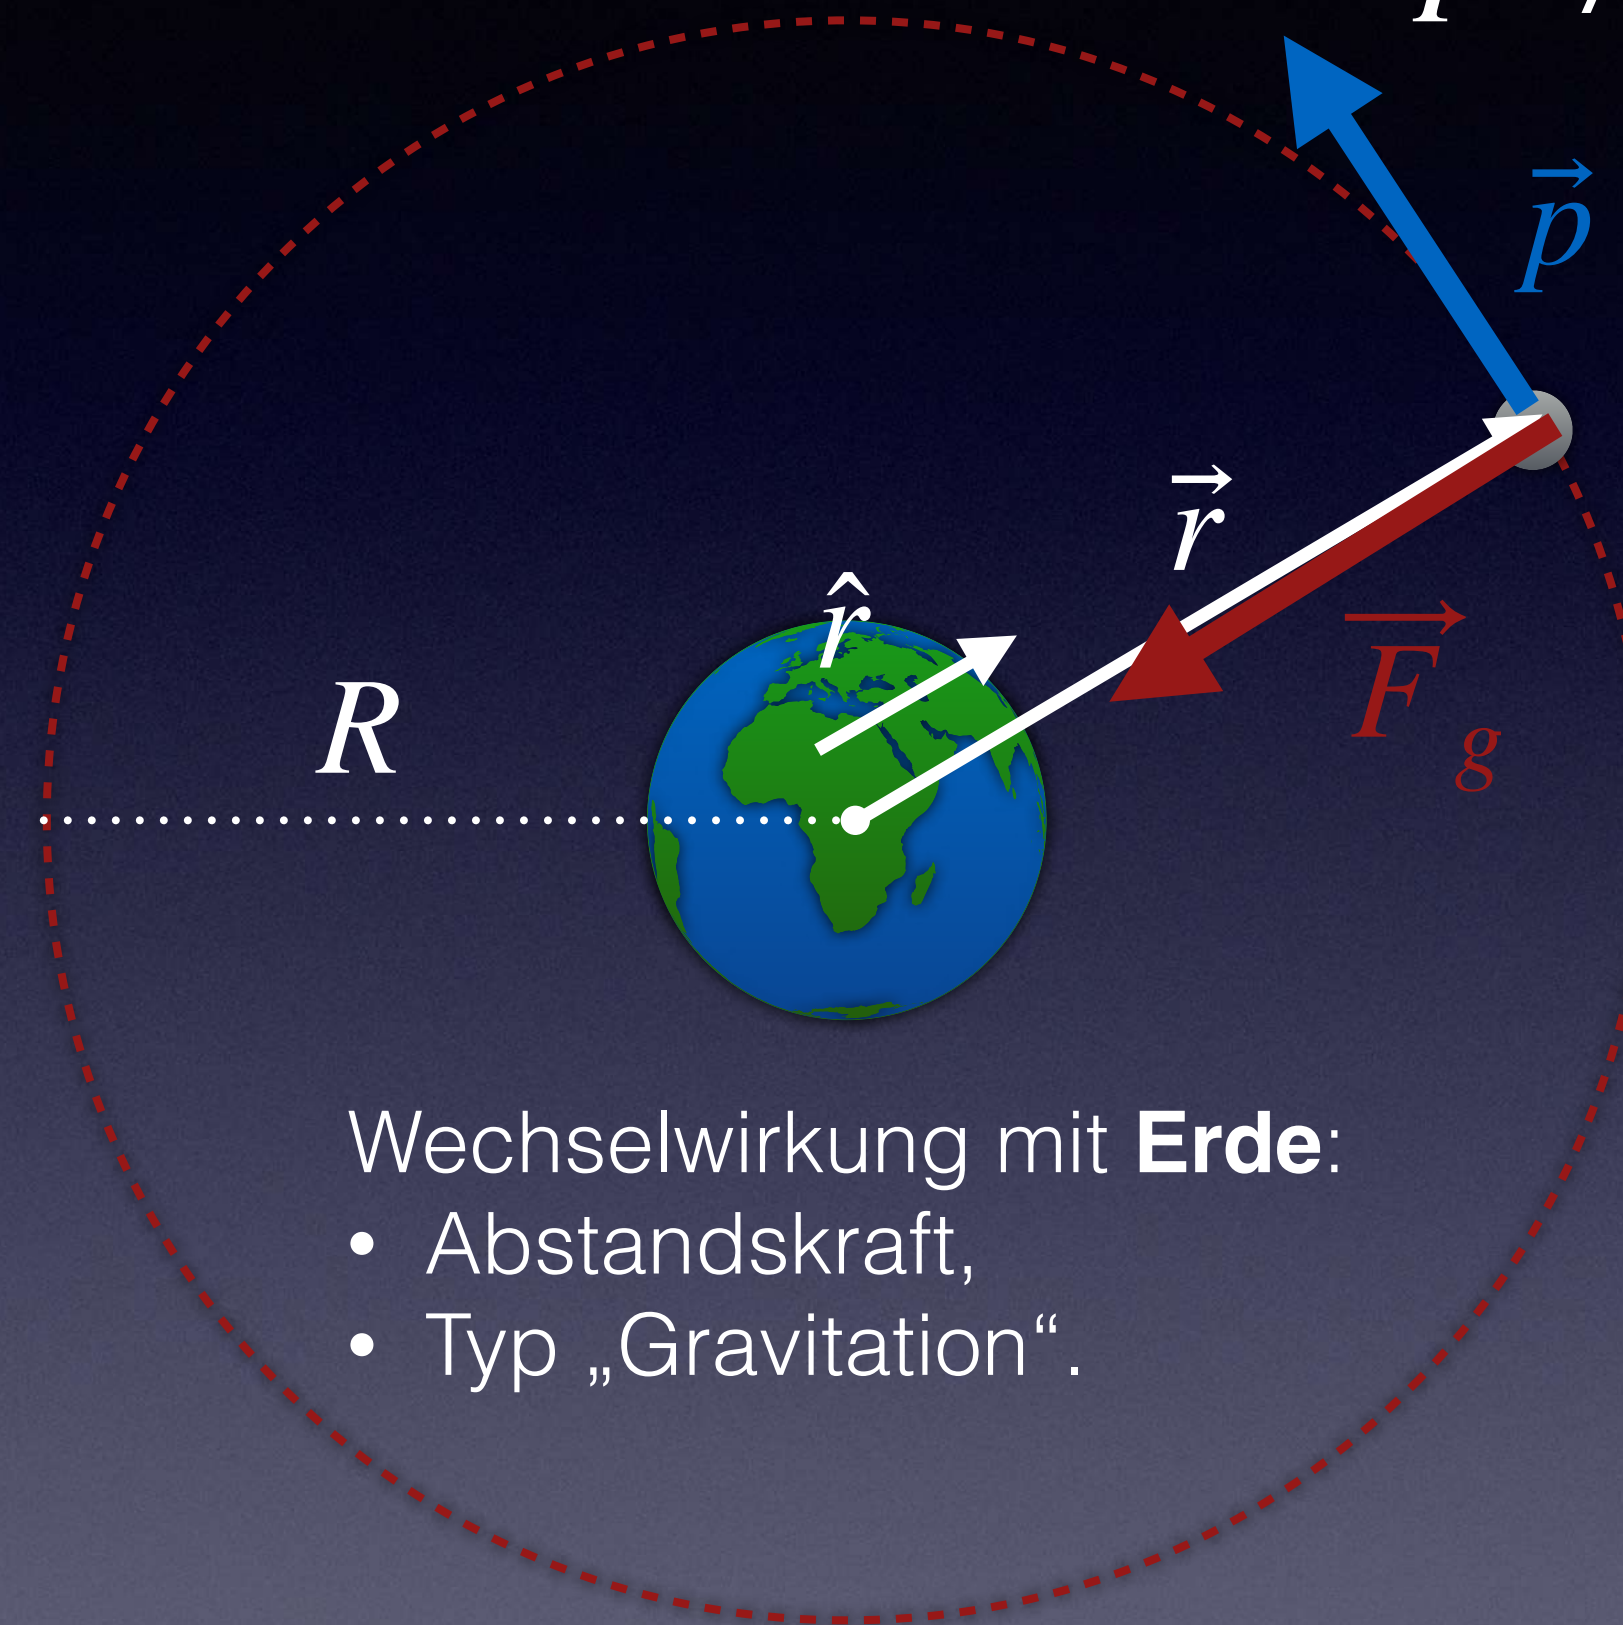 p⃗
r⃗
r̂
F⃗ g
R
Wechselwirkung mit Erde:
• Abstandskraft,
• Typ „Gravitation“.